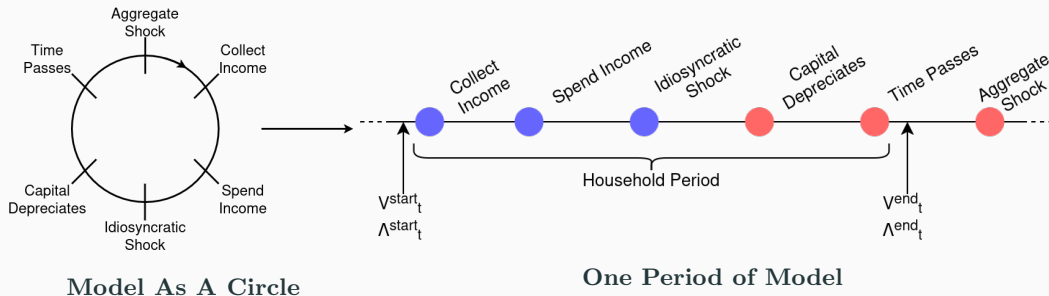 Aggregate
Shock
Time
Passes
Collect
Income
Capital
Depreciates
Spend
Income
Idiosyncratic
Shock
Model As A Circle
Collect
Income
Spend Income
Idiosyncratic
Shock
Capital
Depreciates
Time Passes
Aggregate
Shock
Household Period
V^start_t
Λ^start_t
V^end_t
Λ^end_t
One Period of Model